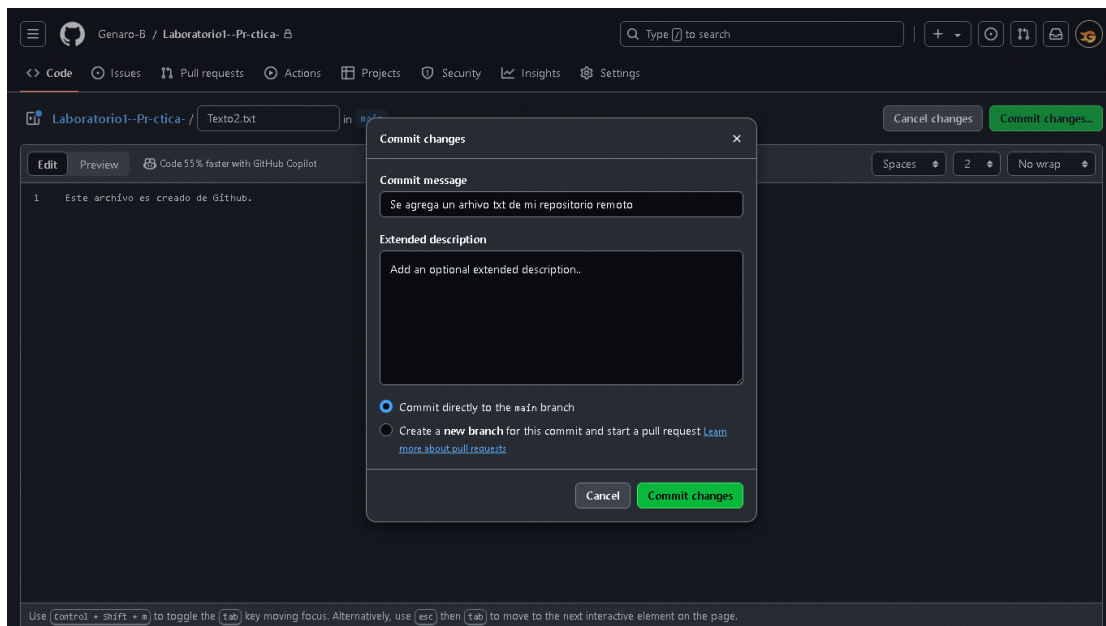 Genaro-B / Laboratorio1--Pr-ctica-
Type / to search
Code Issues Pull requests Actions Projects Security Insights Settings
Laboratorio1--Pr-ctica- / Texto2.txt in main
Cancel changes Commit changes...
Edit Preview Code 55% faster with GitHub Copilot
Spaces 2 No wrap
1 Este archivo es creado de Github.
Commit changes
Commit message
Se agrega un arhivo txt de mi repositorio remoto
Extended description
Add an optional extended description..
Commit directly to the main branch
Create a new branch for this commit and start a pull request Learn
more about pull requests
Cancel Commit changes
Use Control + Shift + m to toggle the tab key moving focus. Alternatively, use esc then tab to move to the next interactive element on the page.